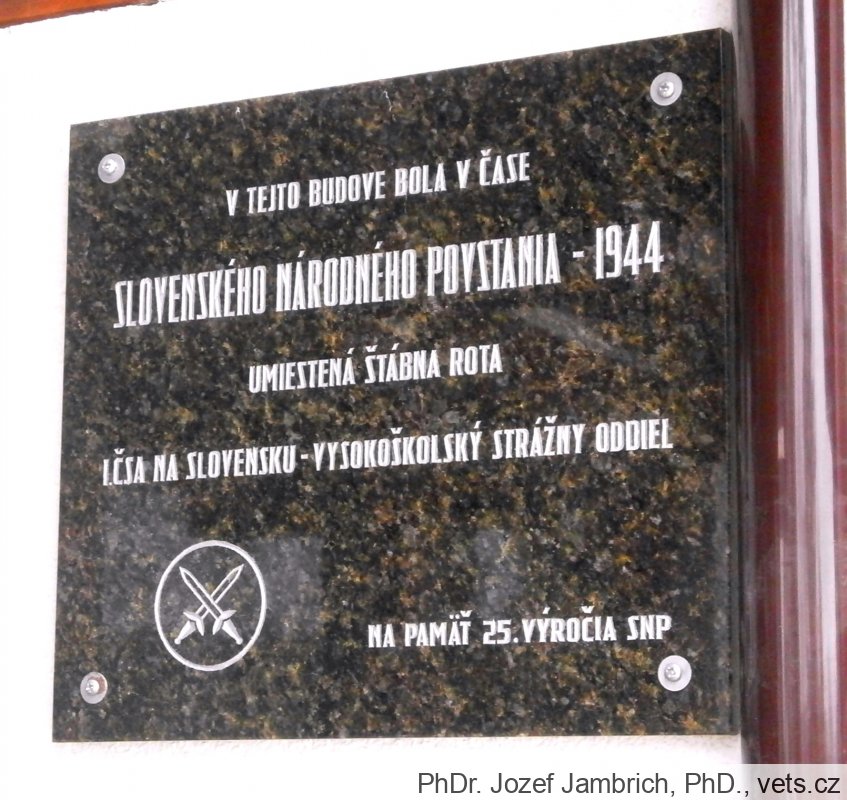 V TEJTO BUDOVE BOLA V ČASE
SLOVENSKÉHO NÁRODNÉHO POVSTANIA - 1944
UMIESTENÁ ŠTÁBNA ROTA
I.ČSA NA SLOVENSKU - VYSOKOŠKOLSKÝ STRÁŽNY ODDIEL
NA PAMÄŤ 25. VÝROČIA SNP
PhDr. Jozef Jambrich, PhD., vets.cz